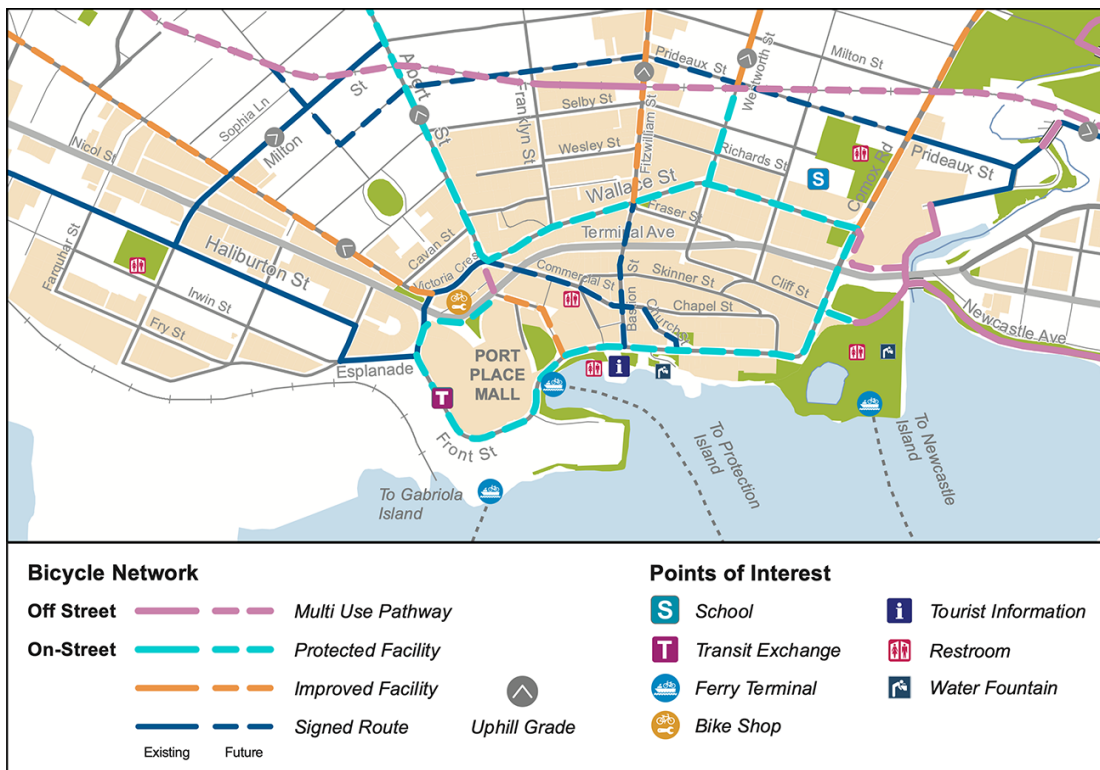 Prideaux St
Wentworth St
Milton St
Albert St
Milton St
Sophia Ln
Franklyn St
Selby St
Fitzwilliam St
Nicol St
Wesley St
Richards St
S
Comox Rd
Prideaux St
Wallace St
Fraser St
Terminal Ave
Farquhar St
Haliburton St
Cavan St
Victoria Cres
Commercial St
Bastion St
Skinner St
Cliff St
Irwin St
Chapel St
Church
Newcastle Ave
Fry St
Esplanade
PORT
PLACE
MALL
i
T
Front St
To Gabriola
Island
To Protection
Island
To Newcastle
Island
Bicycle Network
Off Street
Multi Use Pathway
On-Street
Protected Facility
Improved Facility
Signed Route
Existing
Future
Uphill Grade
Points of Interest
S School
i Tourist Information
T Transit Exchange
Restroom
Ferry Terminal
Water Fountain
Bike Shop